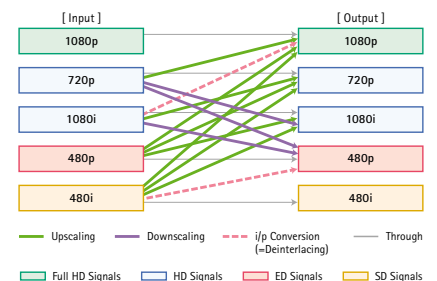 [ Input ] [ Output ]
1080p 1080p
720p 720p
1080i 1080i
480p 480p
480i 480i
Upscaling Downscaling i/p Conversion Through
(=Deinterlacing)
Full HD Signals HD Signals ED Signals SD Signals